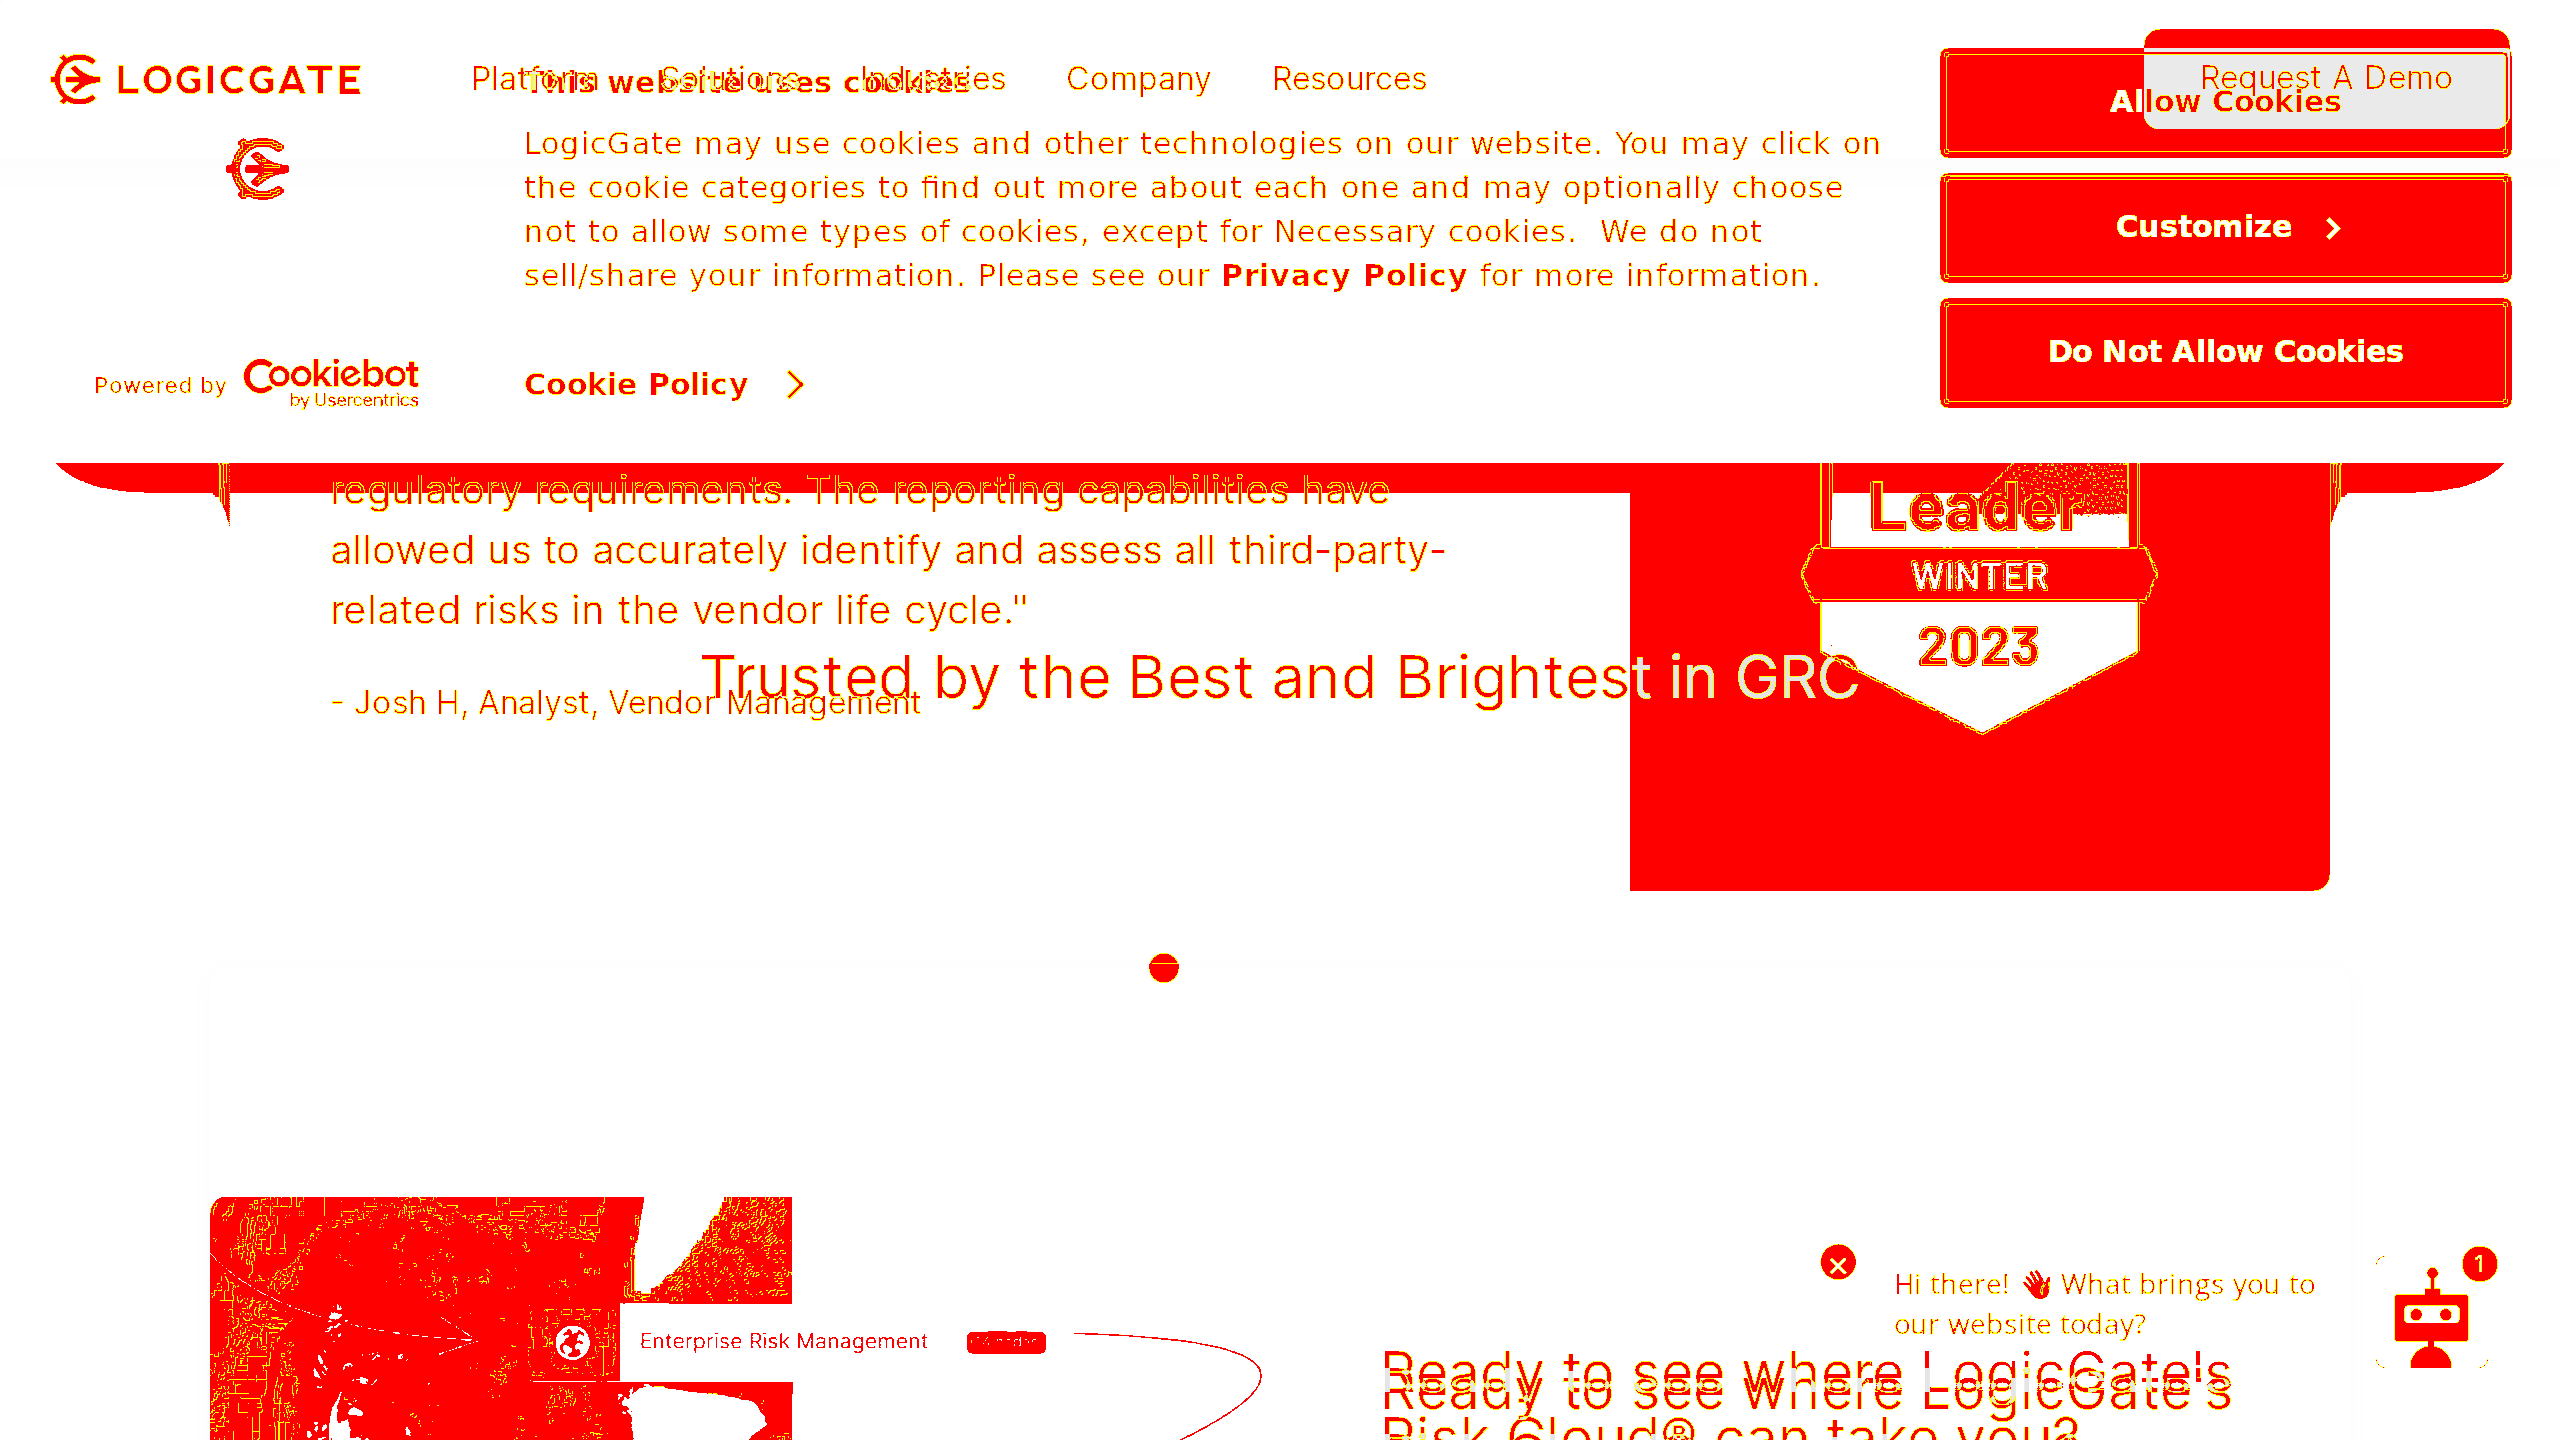 LOGICGATE
Platform Solutions Industries Company Resources
Request A Demo
This website uses cookies
LogicGate may use cookies and other technologies on our website. You may click on
the cookie categories to find out more about each one and may optionally choose
not to allow some types of cookies, except for Necessary cookies. We do not
sell/share your information. Please see our Privacy Policy for more information.
Allow Cookies
Customize
Do Not Allow Cookies
Powered by Cookiebot
by Usercentrics
Cookie Policy
regulatory requirements. The reporting capabilities have
allowed us to accurately identify and assess all third-party-
related risks in the vendor life cycle."
- Josh H, Analyst, Vendor Management
Leader
WINTER
2023
Trusted by the Best and Brightest in GRC
Hi there! 👋 What brings you to
our website today?
1
Enterprise Risk Management
Ready to see where LogicGate's
Ready to see where LogicGate's
Risk Cloud® can take you?